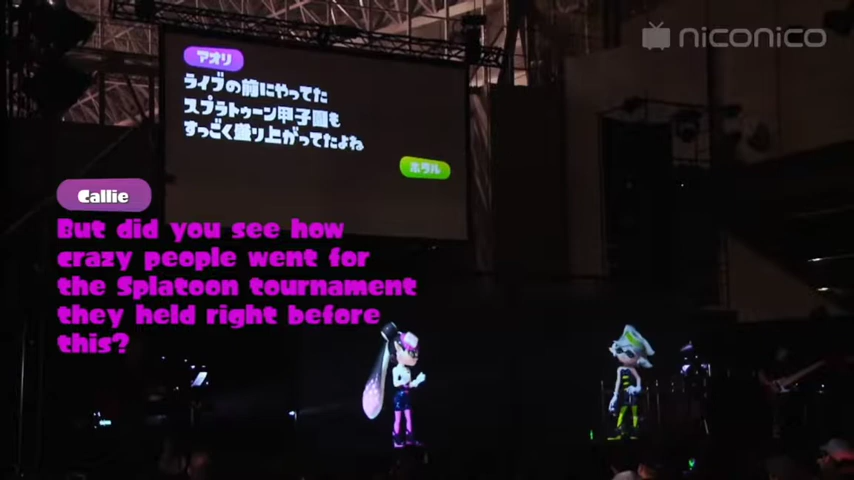 niconico
アオリ
ライブの前にやってた
スプラトゥーン甲子園も
すっごく盛り上がってたよね
ホタル
Callie
But did you see how
crazy people went for
the Splatoon tournament
they held right before
this?